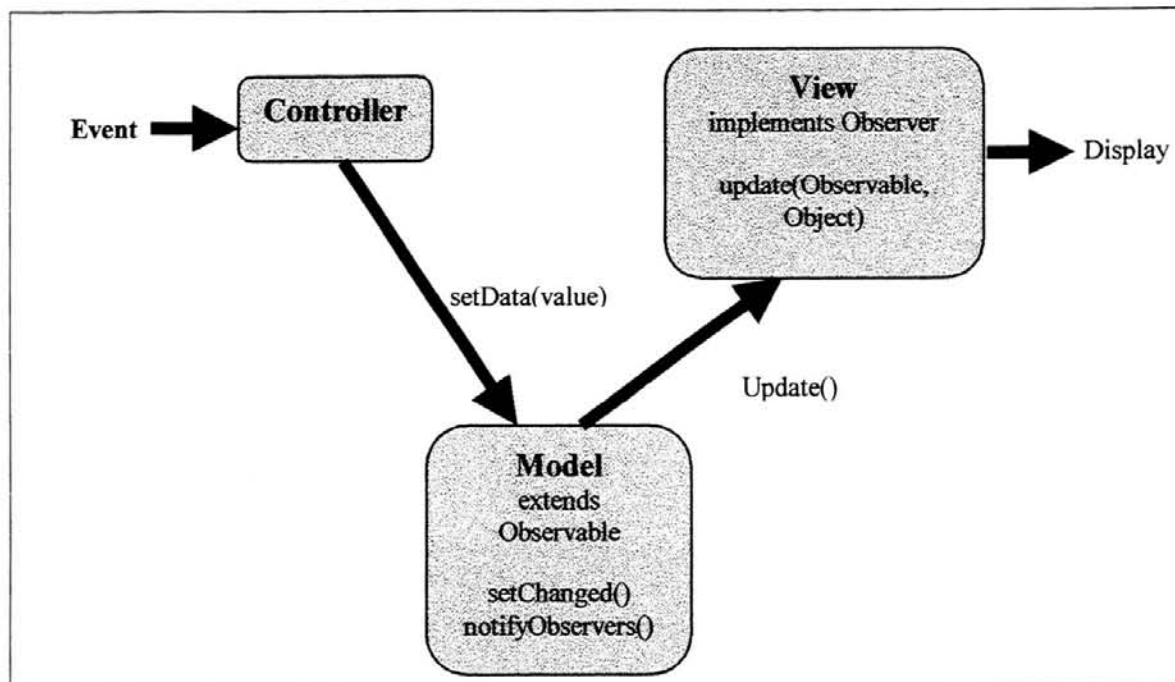 Event
Controller
View
implements Observer
update(Observable,
Object)
Display
setData(value)
Update()
Model
extends
Observable
setChanged()
notifyObservers()